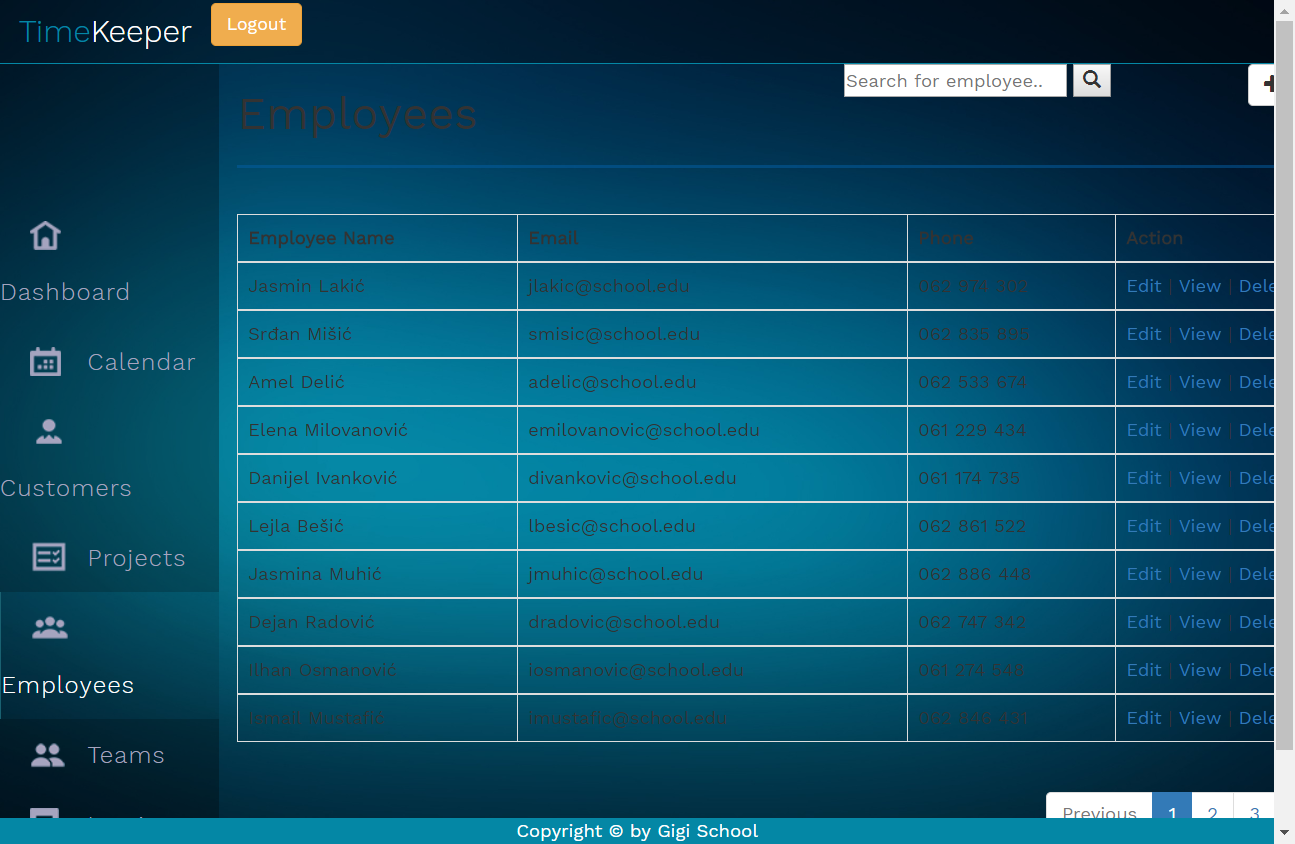 TimeKeeper Logout
Search for employee..
Employees
Dashboard
Calendar
Customers
Projects
Employees
Teams
Employee Name Email Phone Action
Jasmin Lakić jlakic@school.edu 062 974 302 Edit | View | Dele
Srđan Mišić smisic@school.edu 062 835 895 Edit | View | Dele
Amel Delić adelic@school.edu 062 533 674 Edit | View | Dele
Elena Milovanović emilovanovic@school.edu 061 229 434 Edit | View | Dele
Danijel Ivanković divankovic@school.edu 061 174 735 Edit | View | Dele
Lejla Bešić lbesic@school.edu 062 861 522 Edit | View | Dele
Jasmina Muhić jmuhic@school.edu 062 886 448 Edit | View | Dele
Dejan Radović dradovic@school.edu 062 747 342 Edit | View | Dele
Ilhan Osmanović iosmanovic@school.edu 061 274 548 Edit | View | Dele
Ismail Mustafić imustafic@school.edu 062 846 431 Edit | View | Dele
Previous 1 2 3
Copyright © by Gigi School